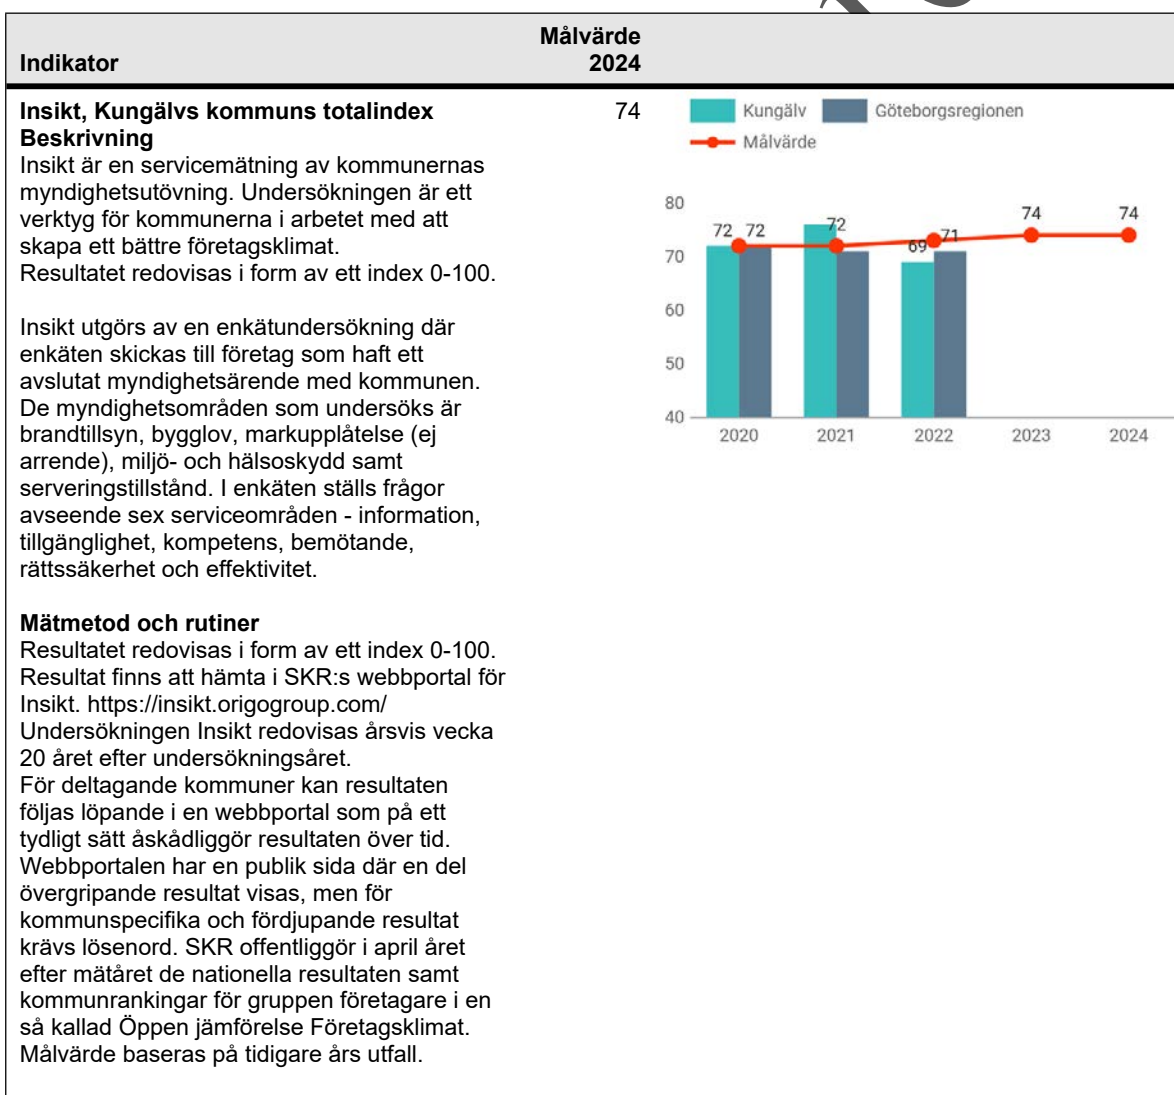 Målvärde
Indikator 2024
Insikt, Kungälvs kommuns totalindex 74
Beskrivning
Insikt är en servicemätning av kommunernas
myndighetsutövning. Undersökningen är ett
verktyg för kommunerna i arbetet med att
skapa ett bättre företagsklimat.
Resultatet redovisas i form av ett index 0-100.
Insikt utgörs av en enkätundersökning där
enkäten skickas till företag som haft ett
avslutat myndighetsärende med kommunen.
De myndighetsområden som undersöks är
brandtillsyn, bygglov, markupplåtelse (ej
arrende), miljö- och hälsoskydd samt
serveringstillstånd. I enkäten ställs frågor
avseende sex serviceområden - information,
tillgänglighet, kompetens, bemötande,
rättssäkerhet och effektivitet.
Mätmetod och rutiner
Resultatet redovisas i form av ett index 0-100.
Resultat finns att hämta i SKR:s webbportal för
Insikt. https://insikt.origogroup.com/
Undersökningen Insikt redovisas årsvis vecka
20 året efter undersökningsåret.
För deltagande kommuner kan resultaten
följas löpande i en webbportal som på ett
tydligt sätt åskådliggör resultaten över tid.
Webbportalen har en publik sida där en del
övergripande resultat visas, men för
kommunspecifika och fördjupande resultat
krävs lösenord. SKR offentliggör i april året
efter mätåret de nationella resultaten samt
kommunrankingar för gruppen företagare i en
så kallad Öppen jämförelse Företagsklimat.
Målvärde baseras på tidigare års utfall.
Kungälv Göteborgsregionen
Målvärde
80
72 72 72 69 71 74 74
70
60
50
40
2020 2021 2022 2023 2024